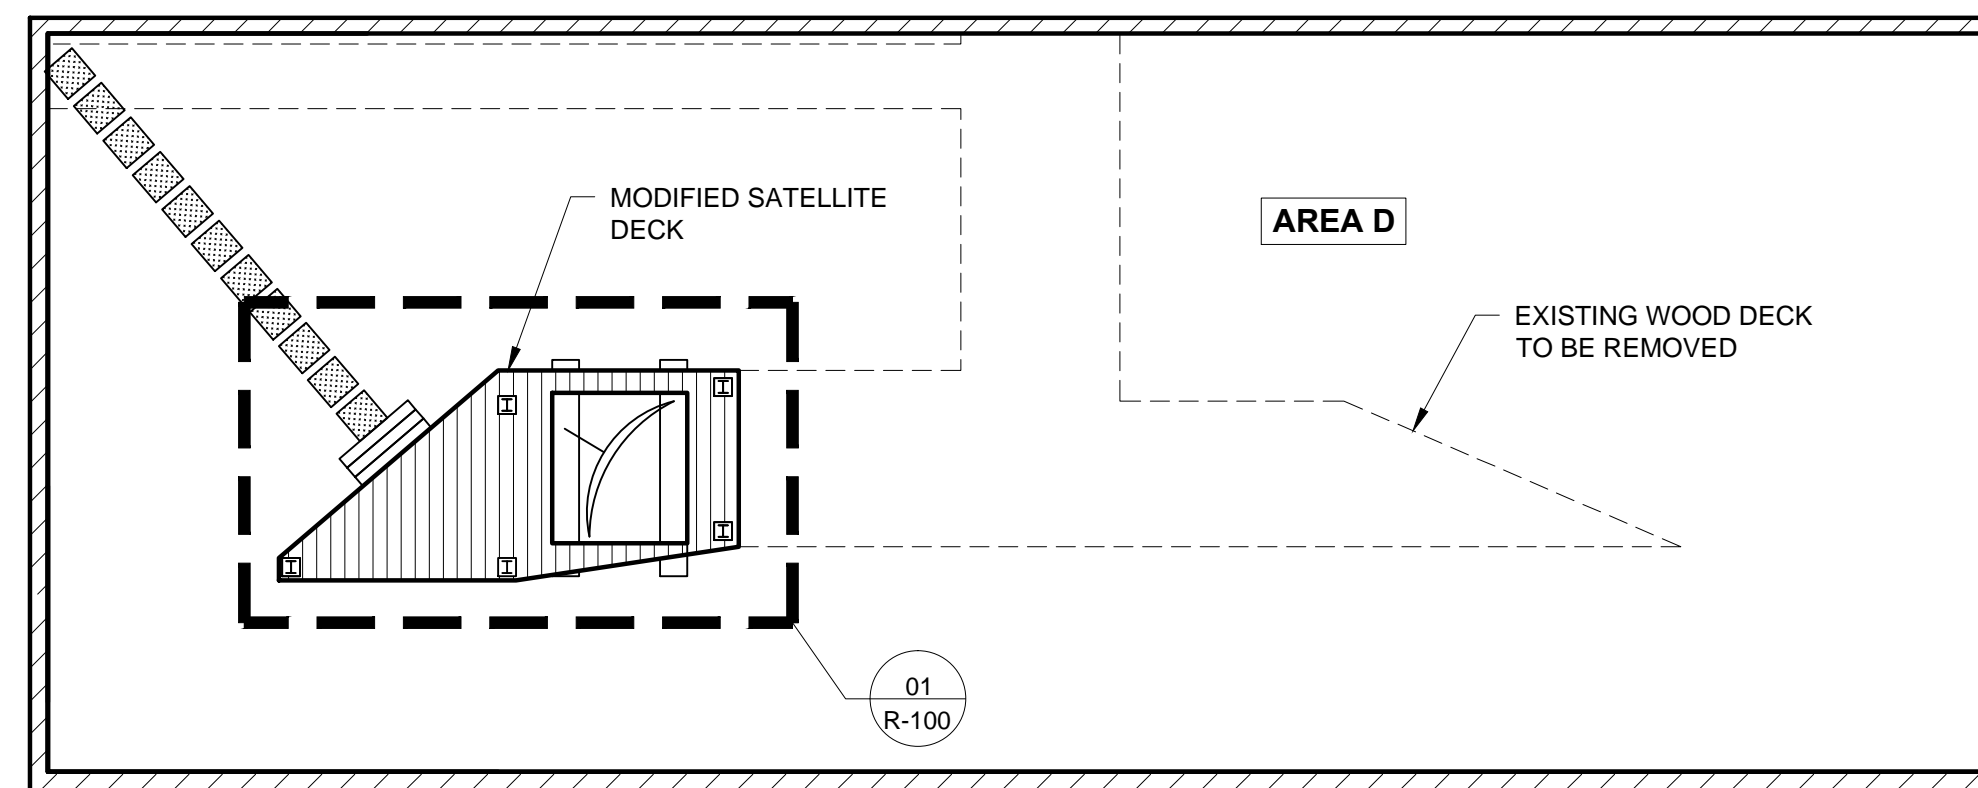 MODIFIED SATELLITE
DECK
AREA D
EXISTING WOOD DECK
TO BE REMOVED
01
R-100